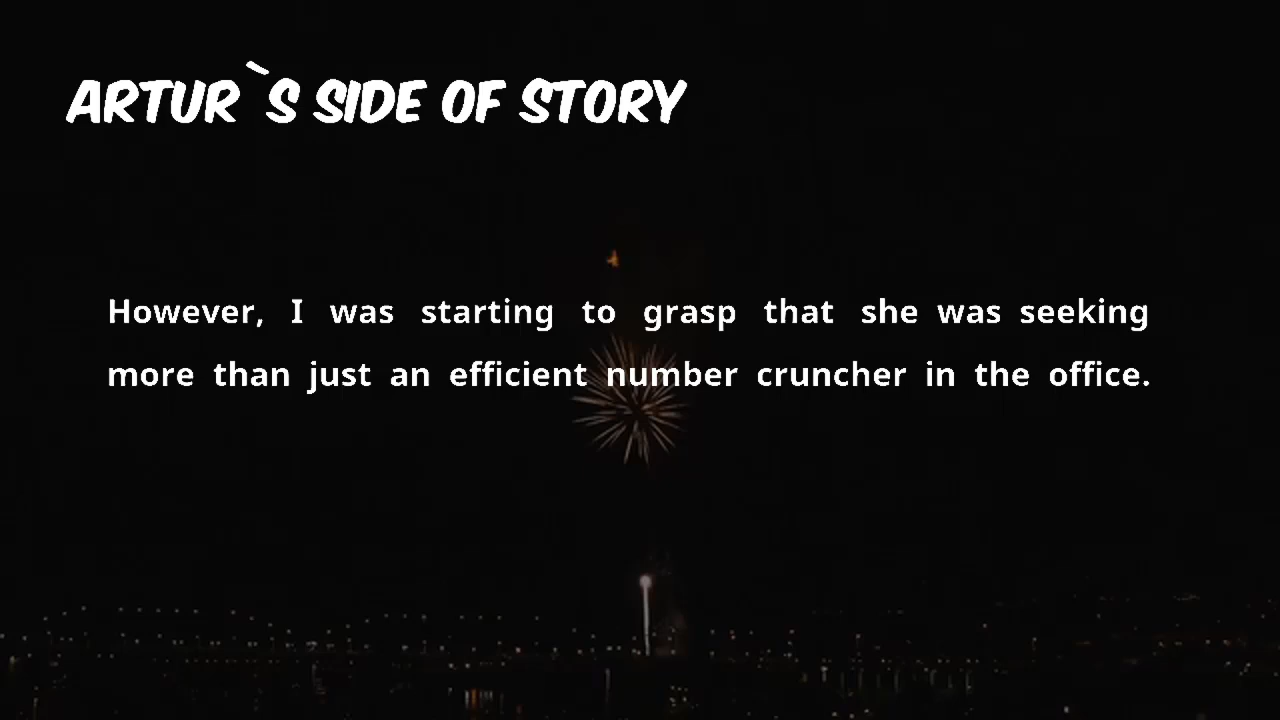 ARTUR`S SIDE OF STORY
However, I was starting to grasp that she was seeking
more than just an efficient number cruncher in the office.